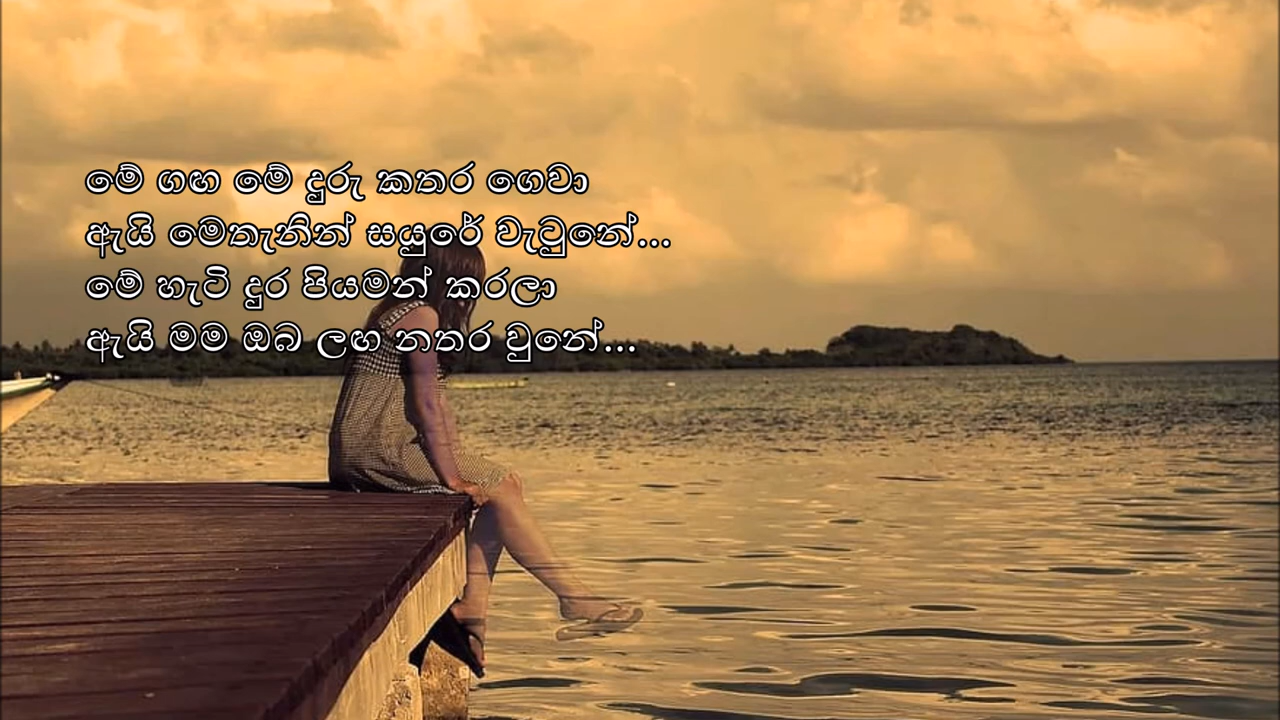 මේ ගඟ මේ දුරු කතර ගෙවා
ඇයි මෙතැනින් සයුරේ වැටුනේ...
මේ හැටි දුර පියමන් කරලා
ඇයි මම ඔබ ලඟ නතර වුනේ...